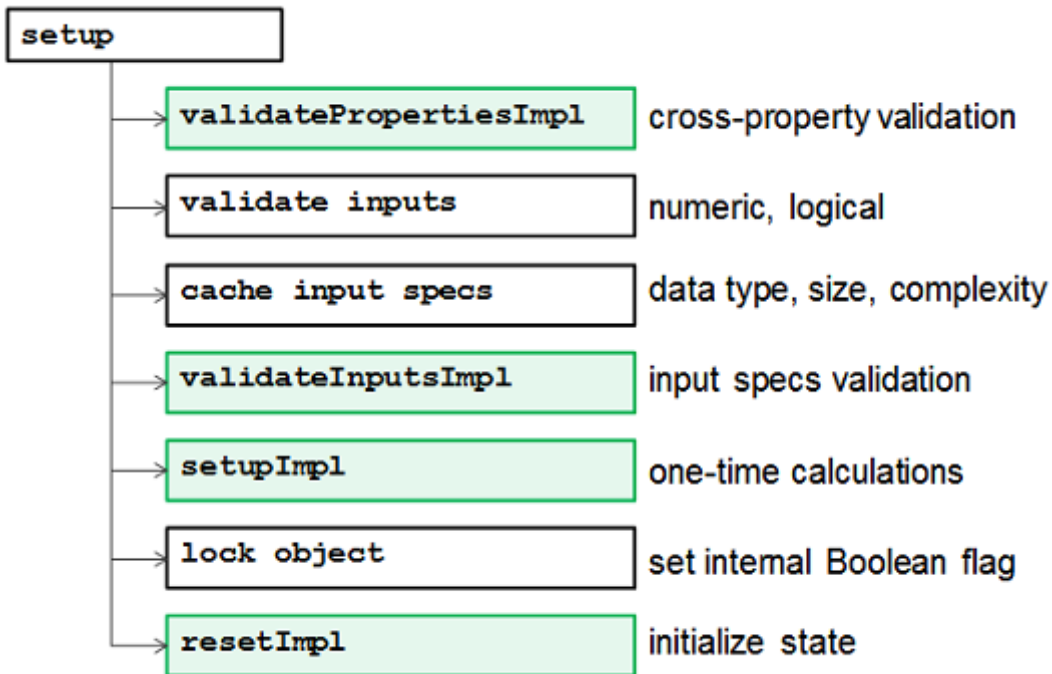 setup
validatePropertiesImpl cross-property validation
validate inputs numeric, logical
cache input specs data type, size, complexity
validateInputsImpl input specs validation
setupImpl one-time calculations
lock object set internal Boolean flag
resetImpl initialize state